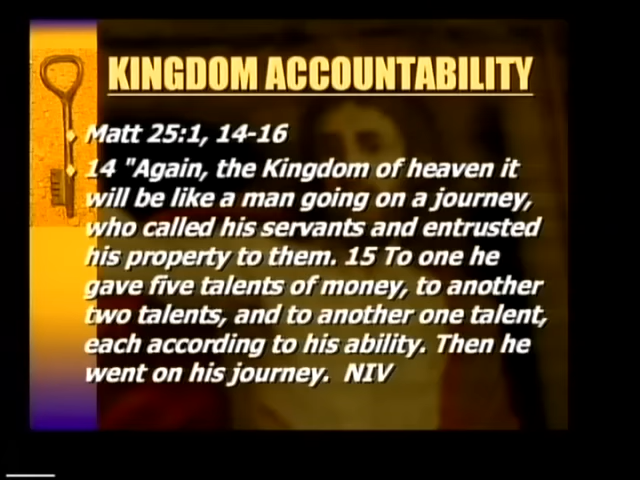 KINGDOM ACCOUNTABILITY
Matt 25:1, 14-16
14 "Again, the Kingdom of heaven it
will be like a man going on a journey,
who called his servants and entrusted
his property to them. 15 To one he
gave five talents of money, to another
two talents, and to another one talent,
each according to his ability. Then he
went on his journey. NIV